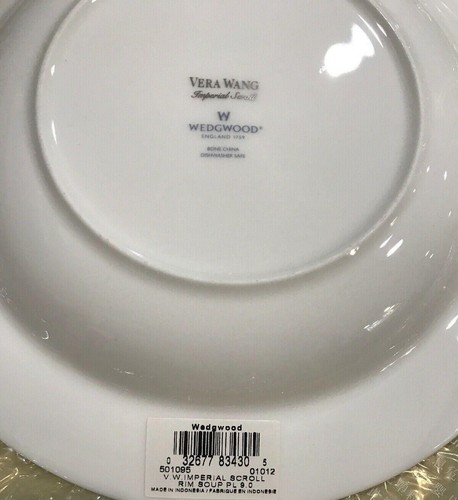 VERA WANG
Imperial Scroll
W
WEDGWOOD®
ENGLAND 1759
BONE CHINA
DISHWASHER SAFE
Wedgwood
0 32677 83430 5
501095 01012
V.W.IMPERIAL SCROLL
RIM SOUP PL 9.0
MADE IN INDONESIA / FABRIQUE EN INDONESIE